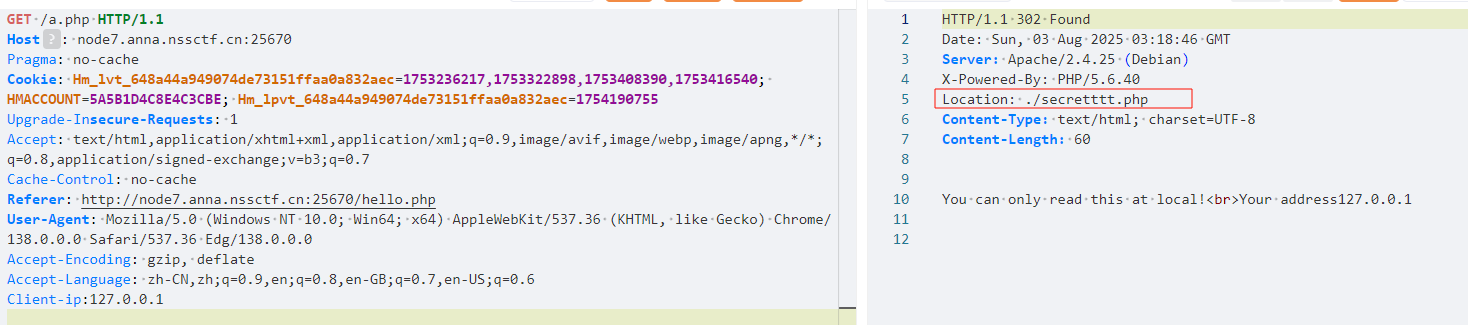 GET /a.php HTTP/1.1
Host ? : node7.anna.nssctf.cn:25670
Pragma: no-cache
Cookie: Hm_lvt_648a44a949074de73151ffaa0a832aec=1753236217,1753322898,1753408390,1753416540;
HMACCOUNT=5A5B1D4C8E4C3CBE; Hm_lpvt_648a44a949074de73151ffaa0a832aec=1754190755
Upgrade-Insecure-Requests: 1
Accept: text/html,application/xhtml+xml,application/xml;q=0.9,image/avif,image/webp,image/apng,*/*;
q=0.8,application/signed-exchange;v=b3;q=0.7
Cache-Control: no-cache
Referer: http://node7.anna.nssctf.cn:25670/hello.php
User-Agent: Mozilla/5.0 (Windows NT 10.0; Win64; x64) AppleWebKit/537.36 (KHTML, like Gecko) Chrome/
138.0.0.0 Safari/537.36 Edg/138.0.0.0
Accept-Encoding: gzip, deflate
Accept-Language: zh-CN,zh;q=0.9,en;q=0.8,en-GB;q=0.7,en-US;q=0.6
Client-ip:127.0.0.1
1 HTTP/1.1 302 Found
2 Date: Sun, 03 Aug 2025 03:18:46 GMT
3 Server: Apache/2.4.25 (Debian)
4 X-Powered-By: PHP/5.6.40
5 Location: ./secretttt.php
6 Content-Type: text/html; charset=UTF-8
7 Content-Length: 60
8
9
10 You can only read this at local!<br>Your address127.0.0.1
11
12